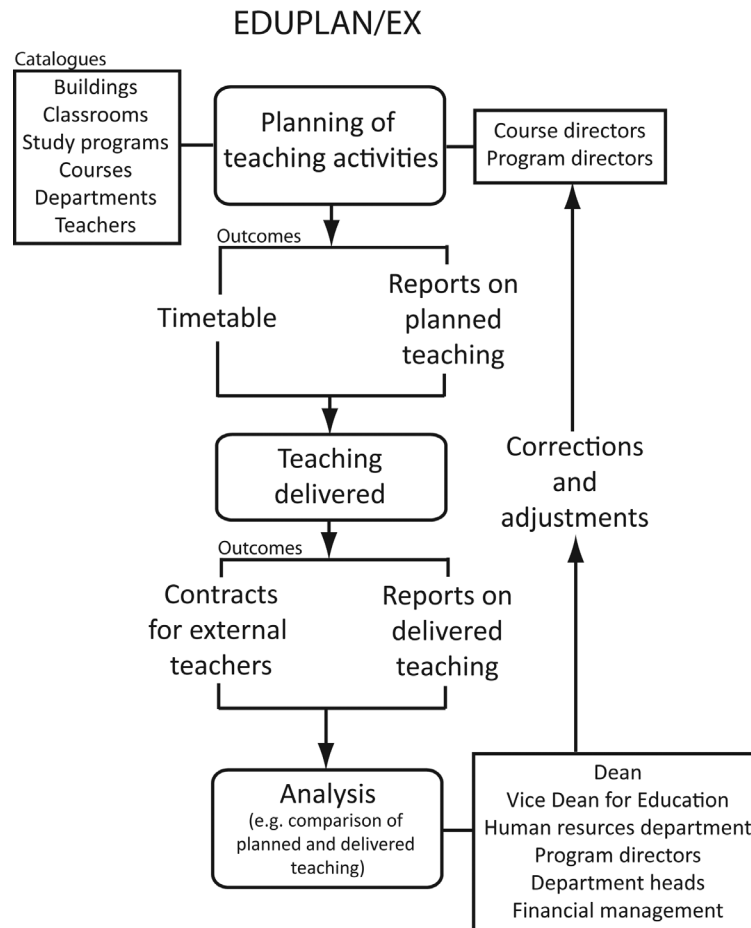 EDUPLAN/EX
Catalogues
Buildings
Classrooms
Study programs
Courses
Departments
Teachers
Planning of
teaching activities
Course directors
Program directors
Outcomes
Timetable
Reports on
planned
teaching
Teaching
delivered
Corrections
and
adjustments
Outcomes
Contracts
for external
teachers
Reports on
delivered
teaching
Analysis
(e.g. comparison of
planned and delivered
teaching)
Dean
Vice Dean for Education
Human resurces department
Program directors
Department heads
Financial management